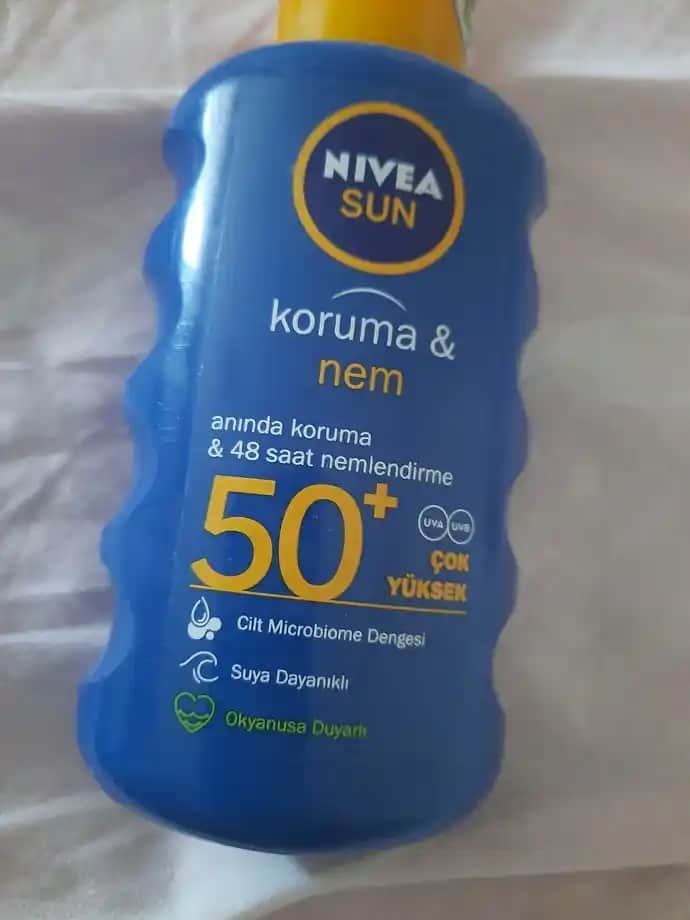 NIVEA
SUN
koruma &
nem
anında koruma
& 48 saat nemlendirme
50+
UVA UVB
ÇOK
YÜKSEK
Cilt Microbiome Dengesi
Suya Dayanıklı
Okyanusa Duyarlı